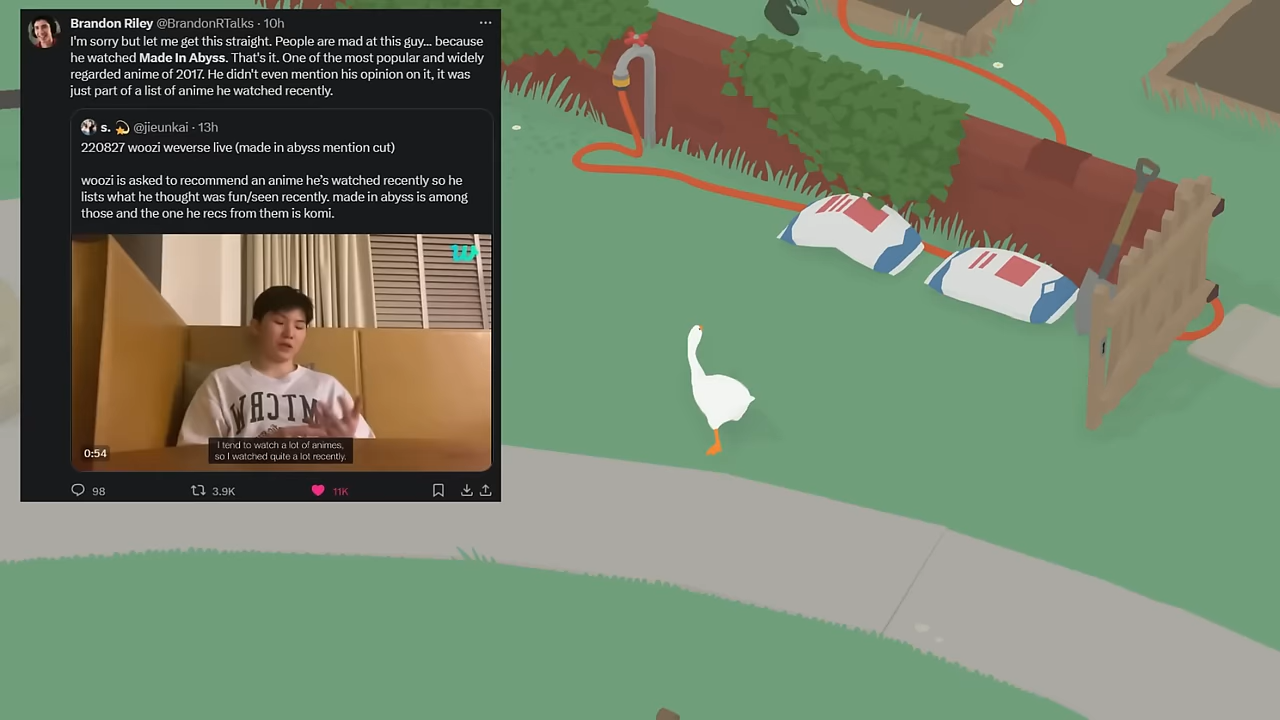 Brandon Riley @BrandonRTalks · 10h
I'm sorry but let me get this straight. People are mad at this guy... because
he watched Made In Abyss. That's it. One of the most popular and widely
regarded anime of 2017. He didn't even mention his opinion on it, it was
just part of a list of anime he watched recently.
s. @jieunkai · 13h
220827 woozi weverse live (made in abyss mention cut)
woozi is asked to recommend an anime he's watched recently so he
lists what he thought was fun/seen recently. made in abyss is among
those and the one he recs from them is komi.
I tend to watch a lot of animes,
so I watched quite a lot recently.
0:54
98 3.9K 11K